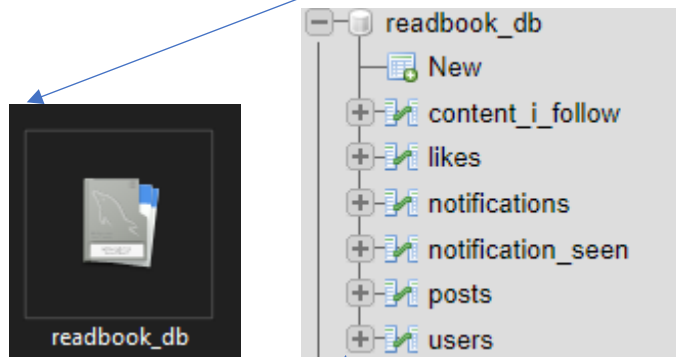 readbook_db
New
content_i_follow
likes
notifications
notification_seen
posts
users
readbook_db